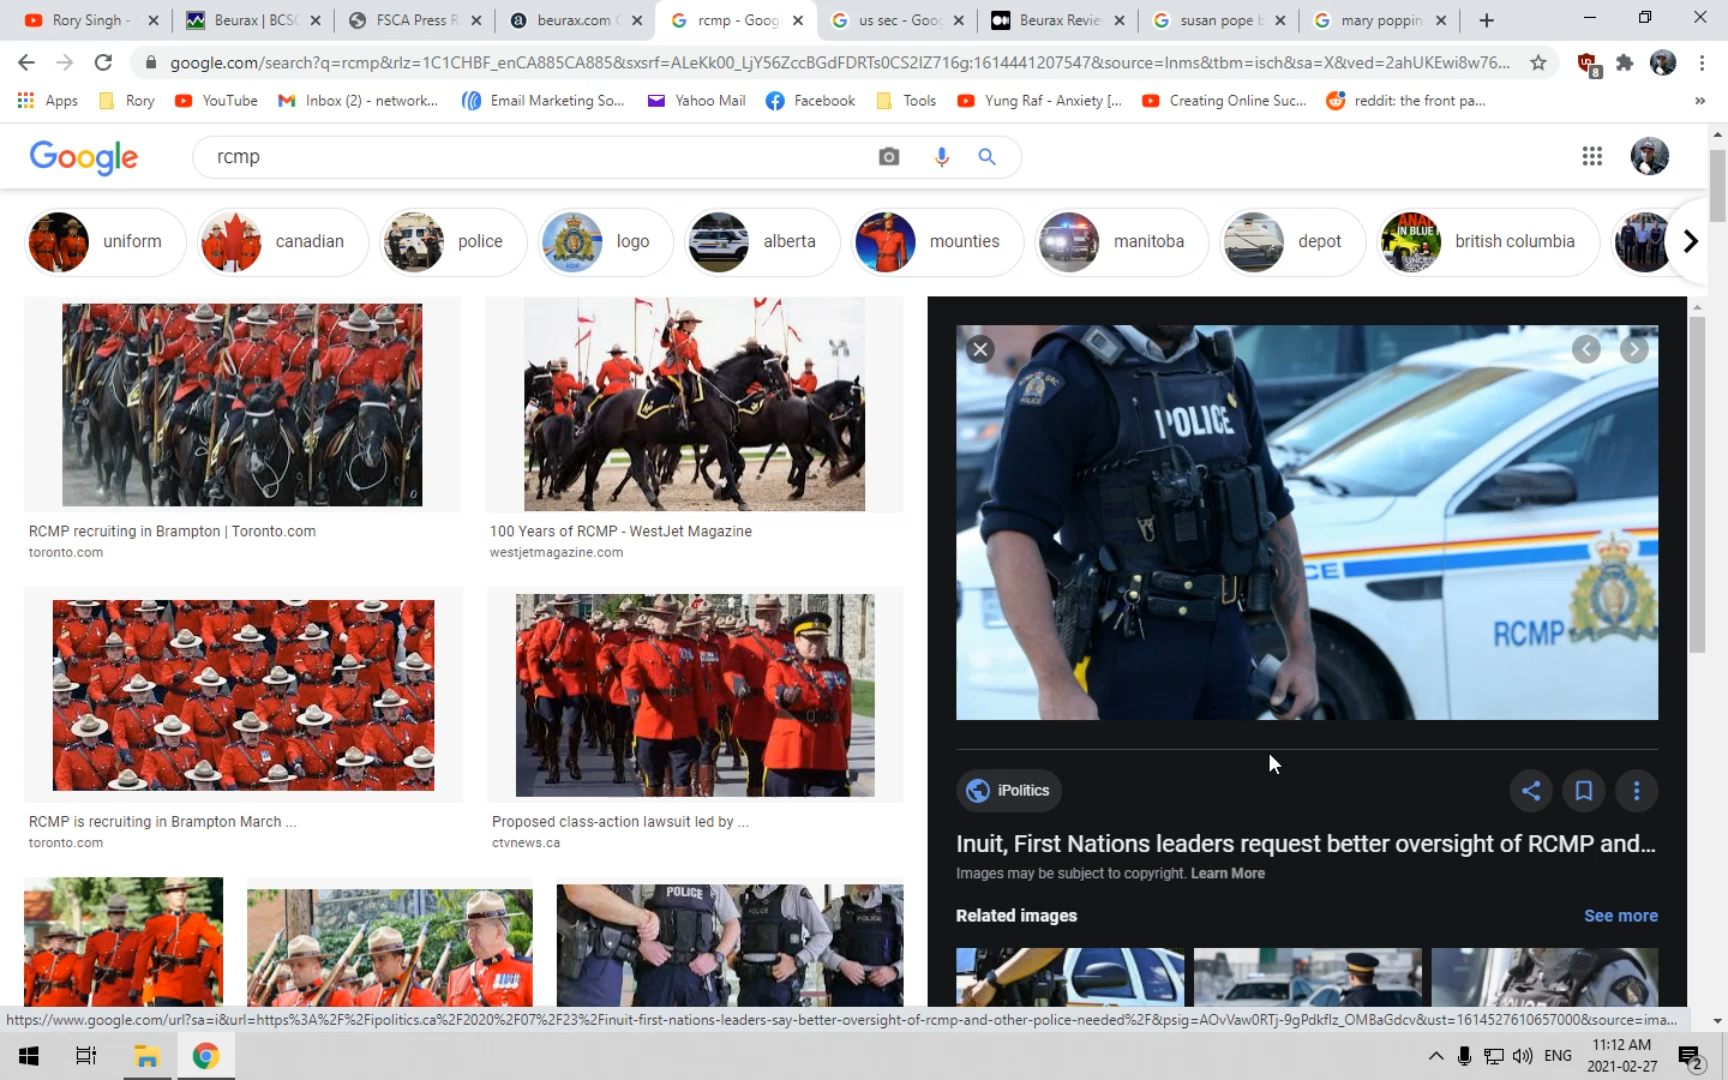 Rory Singh -
Beurax | BCSC
FSCA Press R
beurax.com
rcmp - Goog
us sec - Goog
Beurax Revie
susan pope b
mary poppin
google.com/search?q=rcmp&rlz=1C1CHBF_enCA885CA885&sxsrf=ALeKk00_LjY56ZccBGdFDRTs0CS2IZ716g:1614441207547&source=lnms&tbm=isch&sa=X&ved=2ahUKEwi8w76...
8
Apps
Rory
YouTube
Inbox (2) - network...
Email Marketing So...
Yahoo Mail
Facebook
Tools
Yung Raf - Anxiety [...
Creating Online Suc...
reddit: the front pa...
Google
rcmp
uniform
canadian
police
logo
alberta
mounties
manitoba
depot
british columbia
POLICE
CE
RCMP
RCMP recruiting in Brampton | Toronto.com
toronto.com
100 Years of RCMP - WestJet Magazine
westjetmagazine.com
RCMP is recruiting in Brampton March ...
toronto.com
Proposed class-action lawsuit led by ...
ctvnews.ca
iPolitics
Inuit, First Nations leaders request better oversight of RCMP and...
Images may be subject to copyright. Learn More
Related images
See more
POLICE
POLICE
POLICE
https://www.google.com/url?sa=i&url=https%3A%2F%2Fipolitics.ca%2F2020%2F07%2F23%2Finuit-first-nations-leaders-say-better-oversight-of-rcmp-and-other-police-needed%2F&psig=AOvVaw0RTj-9gPdkflz_OMBaGdcv&ust=1614527610657000&source=ima...
ENG
11:12 AM
2021-02-27
2